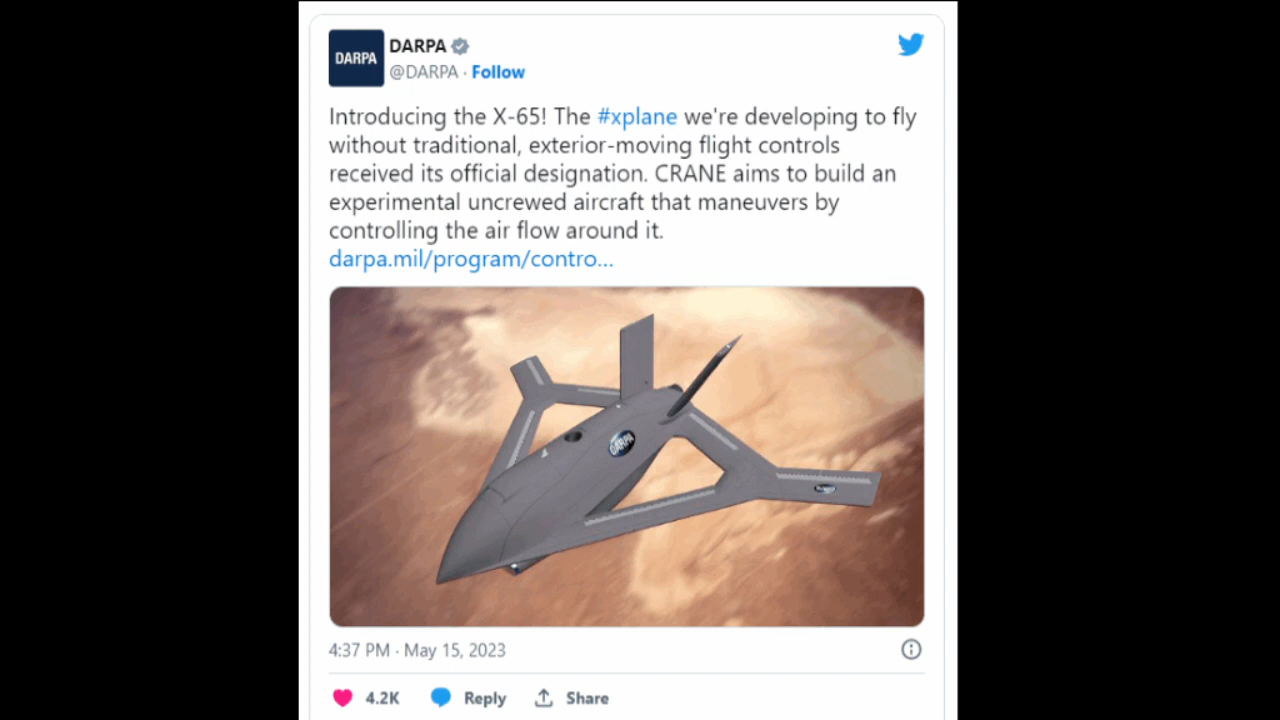 DARPA
DARPA
@DARPA · Follow
Introducing the X-65! The #xplane we're developing to fly
without traditional, exterior-moving flight controls
received its official designation. CRANE aims to build an
experimental uncrewed aircraft that maneuvers by
controlling the air flow around it.
darpa.mil/program/contro...
DARPA
4:37 PM · May 15, 2023
4.2K Reply Share